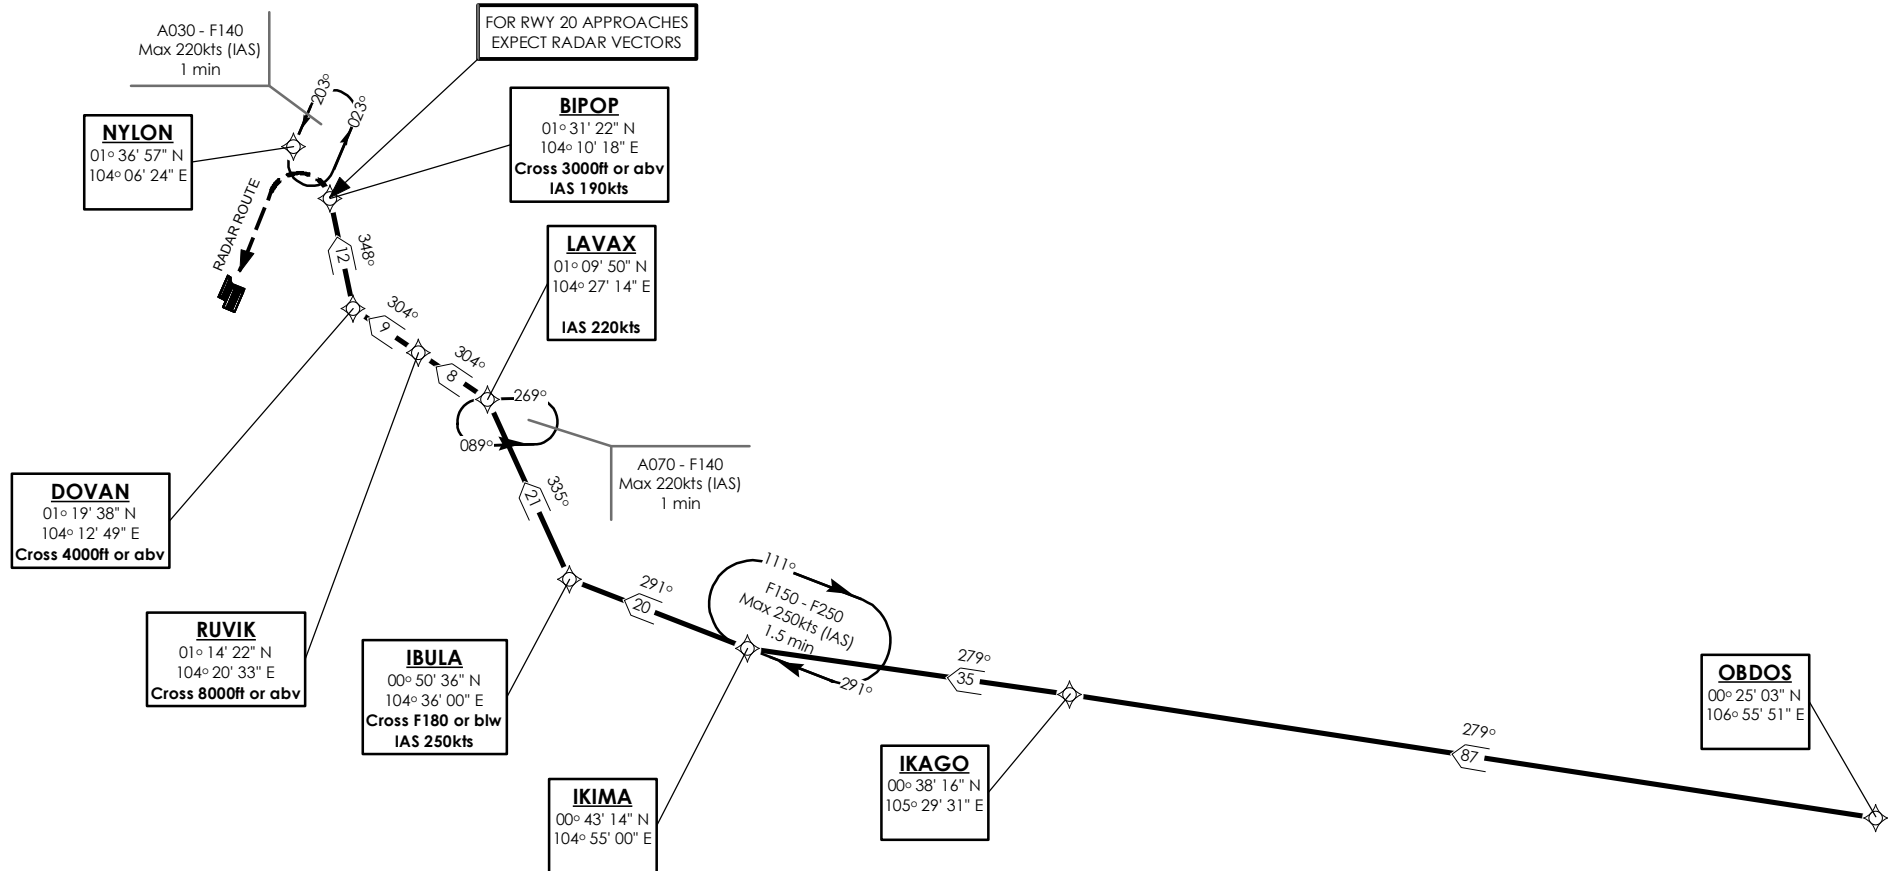 A030 - F140
Max 220kts (IAS)
1 min
FOR RWY 20 APPROACHES
EXPECT RADAR VECTORS
203°
023°
NYLON
01° 36' 57" N
104° 06' 24" E
BIPOP
01° 31' 22" N
104° 10' 18" E
Cross 3000ft or abv
IAS 190kts
RADAR ROUTE
12
348°
LAVAX
01° 09' 50" N
104° 27' 14" E
IAS 220kts
304°
9
304°
8
269°
089°
A070 - F140
Max 220kts (IAS)
1 min
DOVAN
01° 19' 38" N
104° 12' 49" E
Cross 4000ft or abv
335°
21
RUVIK
01° 14' 22" N
104° 20' 33" E
Cross 8000ft or abv
291°
20
111°
F150 - F250
Max 250kts (IAS)
1.5 min
291°
IBULA
00° 50' 36" N
104° 36' 00" E
Cross F180 or blw
IAS 250kts
279°
35
OBDOS
00° 25' 03" N
106° 55' 51" E
279°
87
IKAGO
00° 38' 16" N
105° 29' 31" E
IKIMA
00° 43' 14" N
104° 55' 00" E